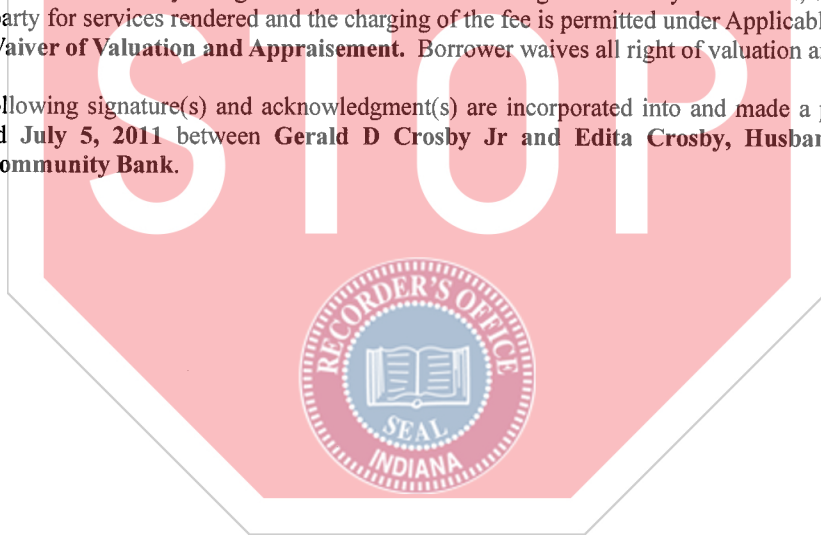 arty for services rendered and the charging of the fee is permitted under Applicabl
Vaiver of Valuation and Appraisement. Borrower waives all right of valuation a
llowing signature(s) and acknowledgment(s) are incorporated into and made a p
d July 5, 2011 between Gerald D Crosby Jr and Edita Crosby, Husban
ommunity Bank.
STOP
RECORDER'S OFFICE
SEAL
INDIANA